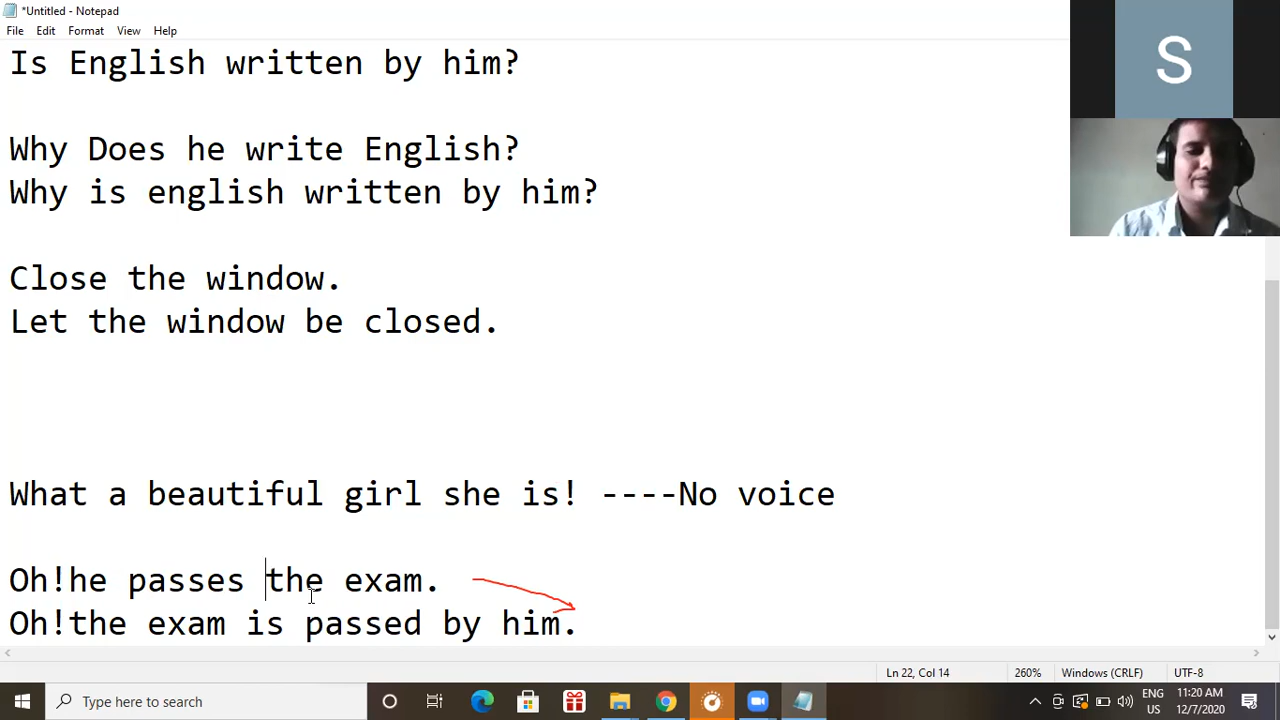 *Untitled - Notepad
File Edit Format View Help
Is English written by him?
Why Does he write English?
Why is english written by him?
Close the window.
Let the window be closed.
What a beautiful girl she is! ----No voice
Oh!he passes the exam.
Oh!the exam is passed by him.
S
Ln 22, Col 14 260% Windows (CRLF) UTF-8
Type here to search
ENG 11:20 AM
US 12/7/2020